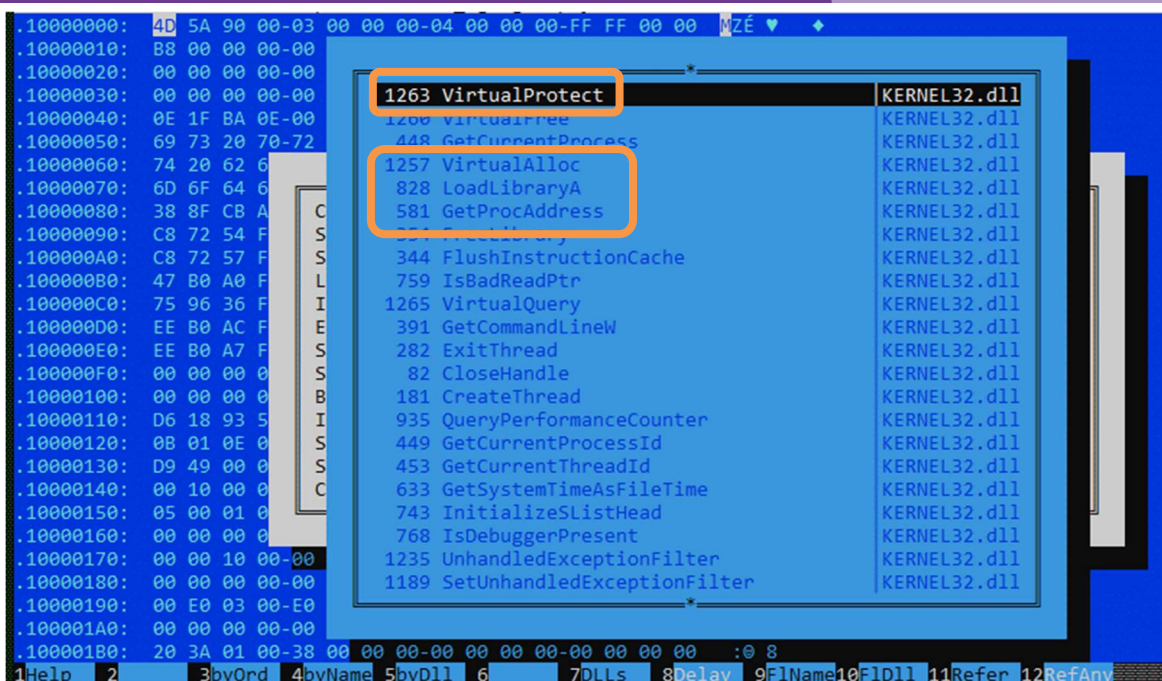 .10000000: 4D 5A 90 00-03 00 00 00-04 00 00 00-FF FF 00 00 MZÉ ♥ ♦
.10000010: B8 00 00 00-00
.10000020: 00 00 00 00-00
.10000030: 00 00 00 00-00 1263 VirtualProtect KERNEL32.dll
.10000040: 0E 1F BA 0E-00 1260 VirtualFree KERNEL32.dll
.10000050: 69 73 20 70-72 448 GetCurrentProcess KERNEL32.dll
.10000060: 74 20 62 6 1257 VirtualAlloc KERNEL32.dll
.10000070: 6D 6F 64 6 828 LoadLibraryA KERNEL32.dll
.10000080: 38 8F CB A C 581 GetProcAddress KERNEL32.dll
.10000090: C8 72 54 F S 354 FreeLibrary KERNEL32.dll
.100000A0: C8 72 57 F S 344 FlushInstructionCache KERNEL32.dll
.100000B0: 47 B0 A0 F L 759 IsBadReadPtr KERNEL32.dll
.100000C0: 75 96 36 F I 1265 VirtualQuery KERNEL32.dll
.100000D0: EE B0 AC F E 391 GetCommandLineW KERNEL32.dll
.100000E0: EE B0 A7 F S 282 ExitThread KERNEL32.dll
.100000F0: 00 00 00 0 S 82 CloseHandle KERNEL32.dll
.10000100: 00 00 00 0 B 181 CreateThread KERNEL32.dll
.10000110: D6 18 93 5 I 935 QueryPerformanceCounter KERNEL32.dll
.10000120: 0B 01 0E 0 S 449 GetCurrentProcessId KERNEL32.dll
.10000130: D9 49 00 0 S 453 GetCurrentThreadId KERNEL32.dll
.10000140: 00 10 00 0 C 633 GetSystemTimeAsFileTime KERNEL32.dll
.10000150: 05 00 01 0 743 InitializeSListHead KERNEL32.dll
.10000160: 00 00 00 0 768 IsDebuggerPresent KERNEL32.dll
.10000170: 00 00 10 00-00 1235 UnhandledExceptionFilter KERNEL32.dll
.10000180: 00 00 00 00-00 1189 SetUnhandledExceptionFilter KERNEL32.dll
.10000190: 00 E0 03 00-E0
.100001A0: 00 00 00 00-00
.100001B0: 20 3A 01 00-38 00 00 00-00 00 00 00-00 00 00 00 :☺ 8
1Help 2 3byOrd 4byName 5byDll 6 7DLLs 8Delay 9FlName 10FlDll 11Refer 12RefAny